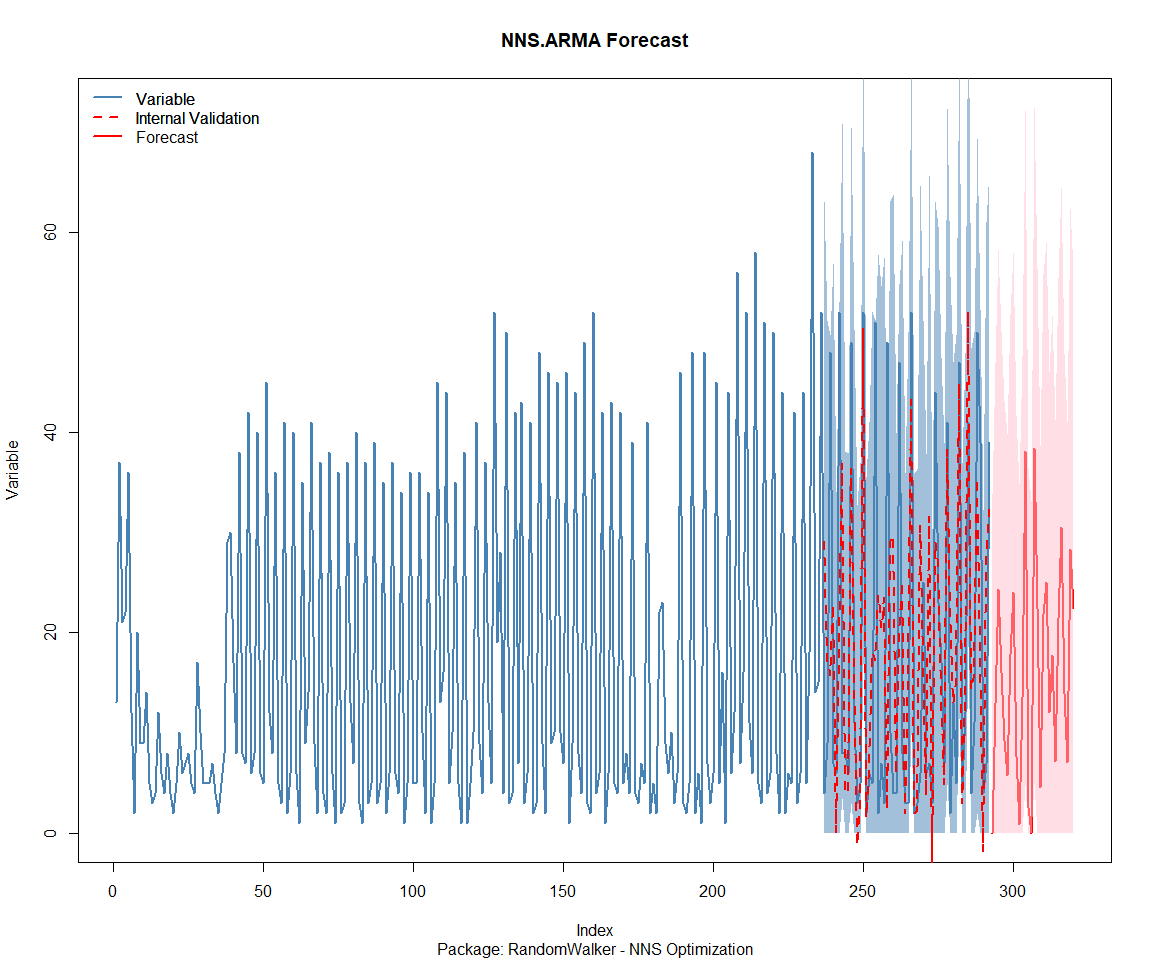 NNS.ARMA Forecast
Variable
Internal Validation
Forecast
Variable
60
40
20
0
0
50
100
150
200
250
300
Index
Package: RandomWalker - NNS Optimization